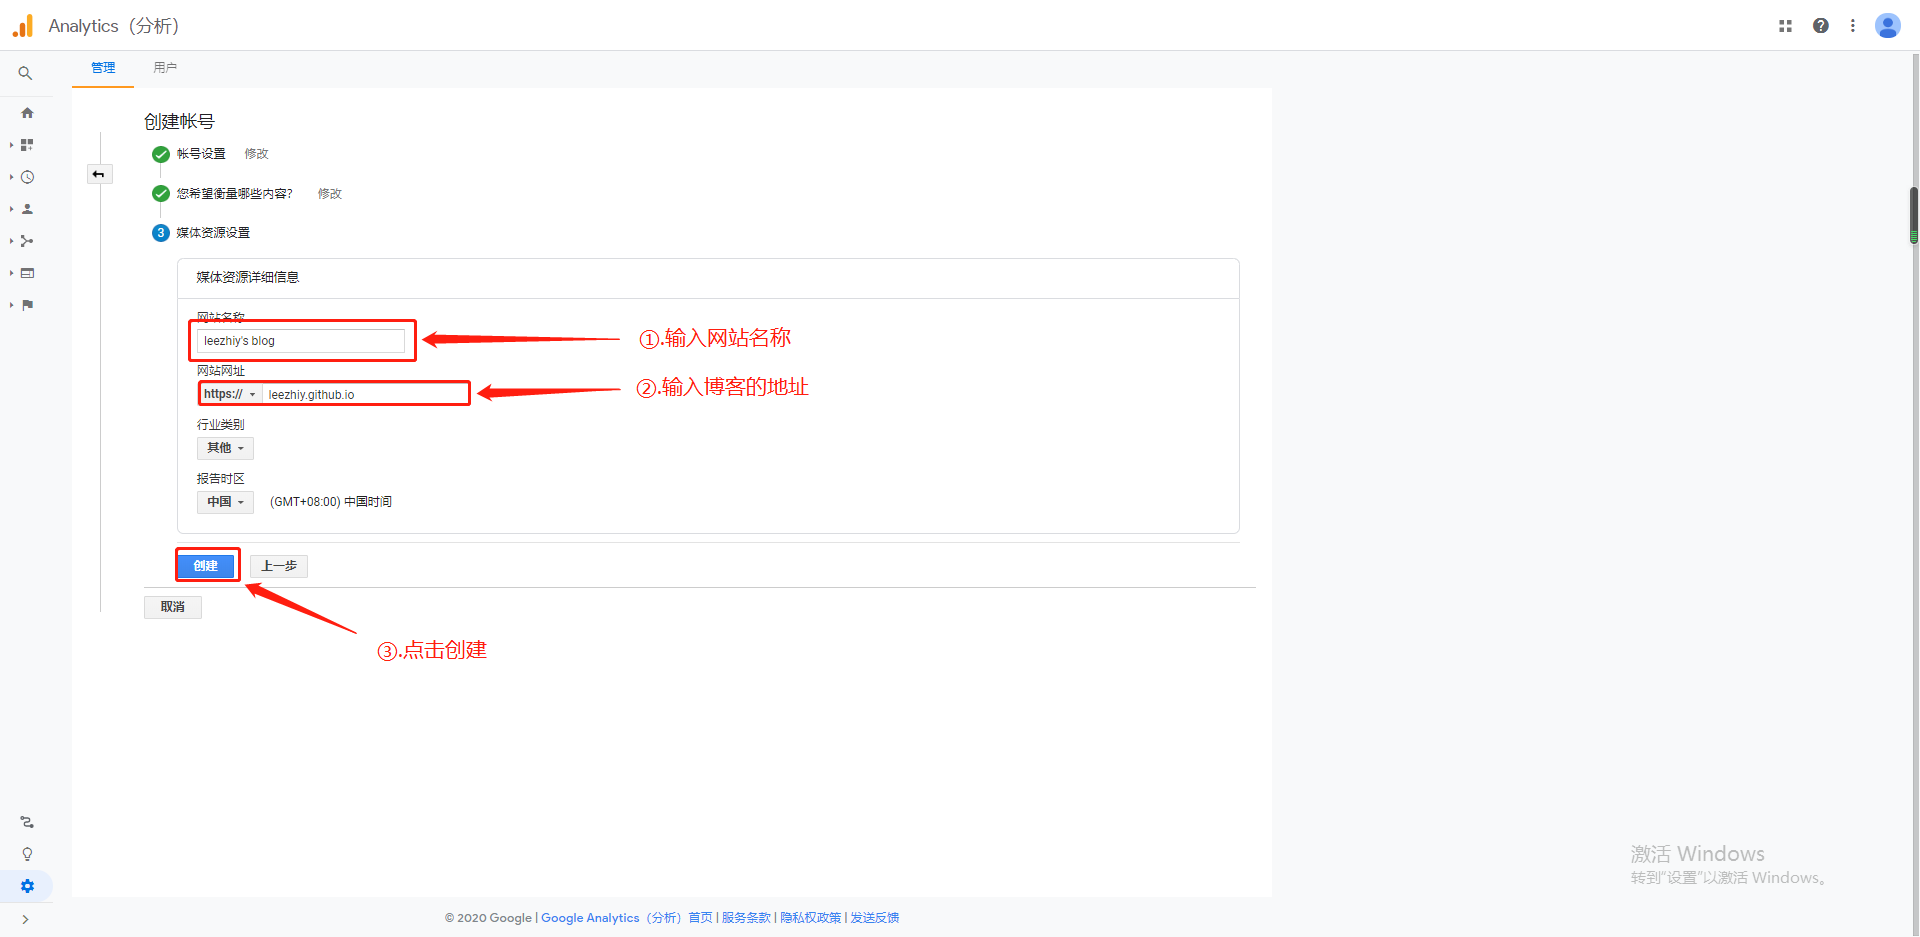 Analytics（分析）
管理 用户
创建帐号
帐号设置 修改
您希望衡量哪些内容? 修改
3 媒体资源设置
媒体资源详细信息
网站名称
leezhiy's blog
①.输入网站名称
网站网址
https:// leezhiy.github.io
②.输入博客的地址
行业类别
其他
报告时区
中国 (GMT+08:00) 中国时间
创建 上一步
取消
③.点击创建
激活 Windows
转到“设置”以激活 Windows。
© 2020 Google | Google Analytics（分析）首页 | 服务条款 | 隐私权政策 | 发送反馈